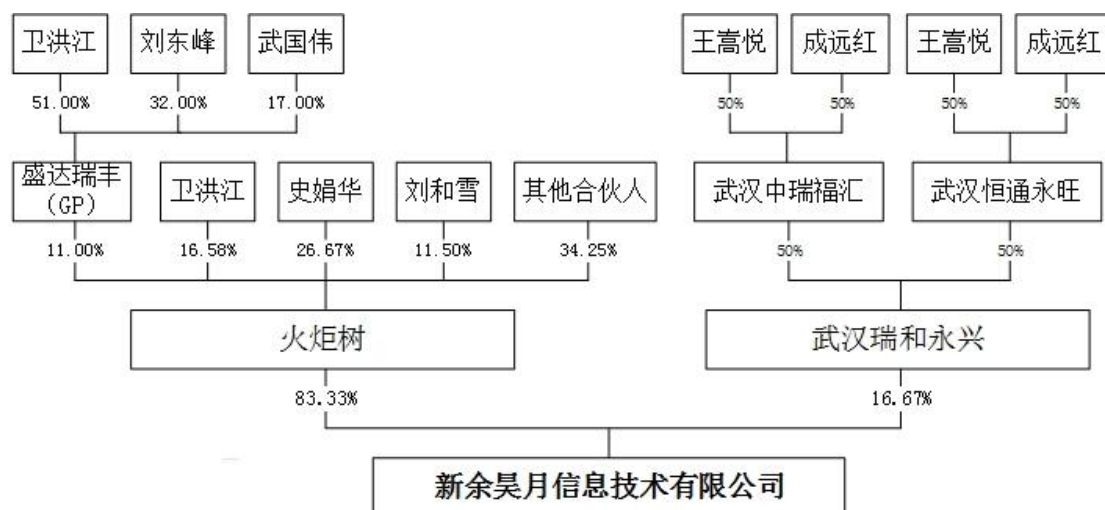 卫洪江 刘东峰 武国伟 王嵩悦 成远红 王嵩悦 成远红
51.00% 32.00% 17.00% 50% 50% 50% 50%
盛达瑞丰
(GP)
卫洪江 史娟华 刘和雪 其他合伙人 武汉中瑞福汇 武汉恒通永旺
11.00% 16.58% 26.67% 11.50% 34.25% 50% 50%
火炬树 武汉瑞和永兴
83.33% 16.67%
新余昊月信息技术有限公司